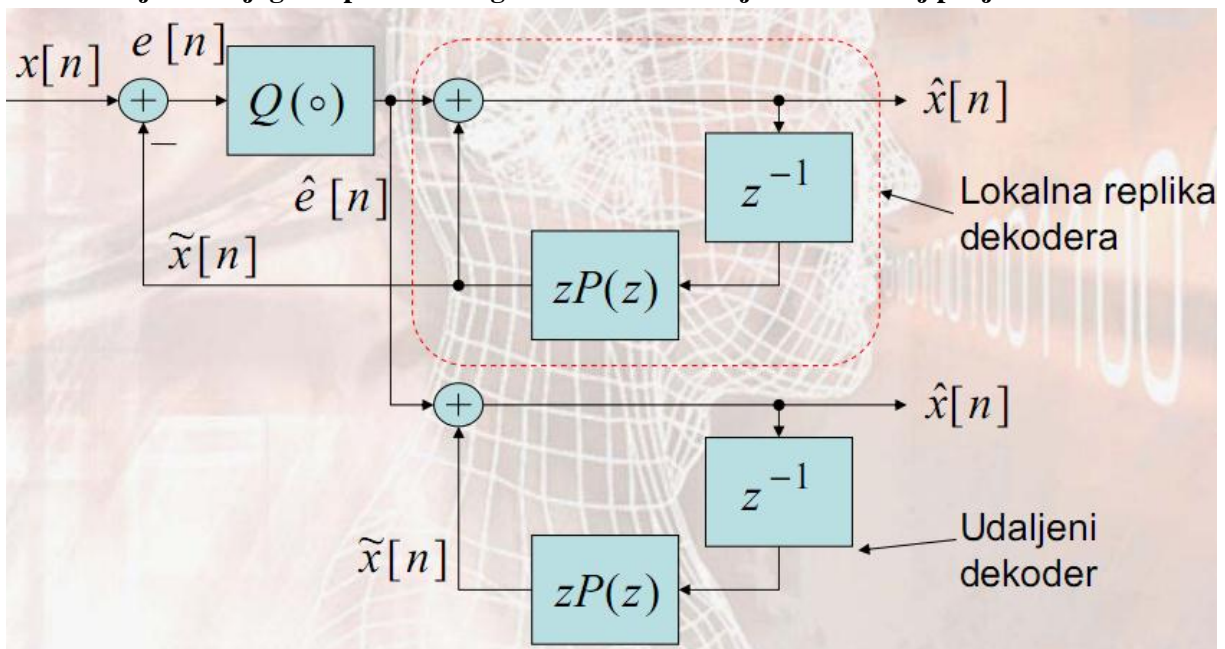 x[n]
e [n]
Q(∘)
+
−
+
x̂[n]
z⁻¹
Lokalna replika
dekodera
ê [n]
x̃[n]
zP(z)
+
x̂[n]
z⁻¹
Udaljeni
dekoder
x̃[n]
zP(z)